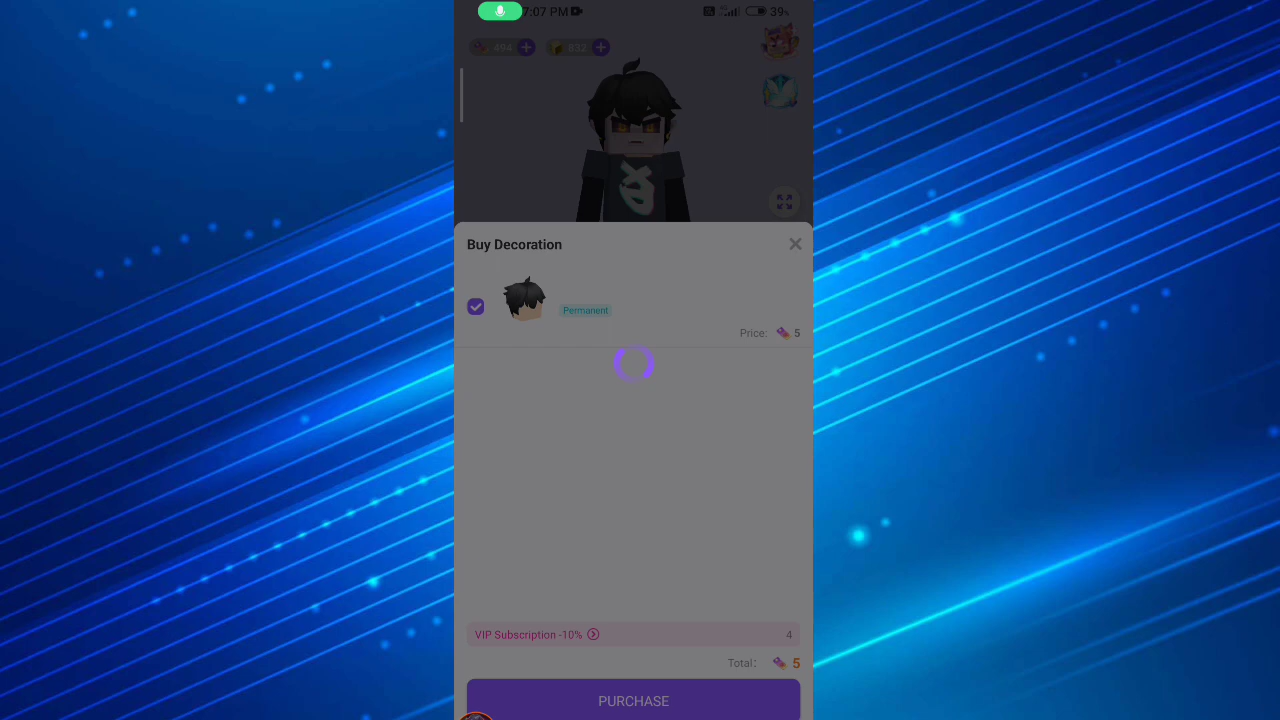 7:07 PM
39%
494
832
Buy Decoration
Permanent
Price: 5
VIP Subscription -10% 4
Total: 5
PURCHASE